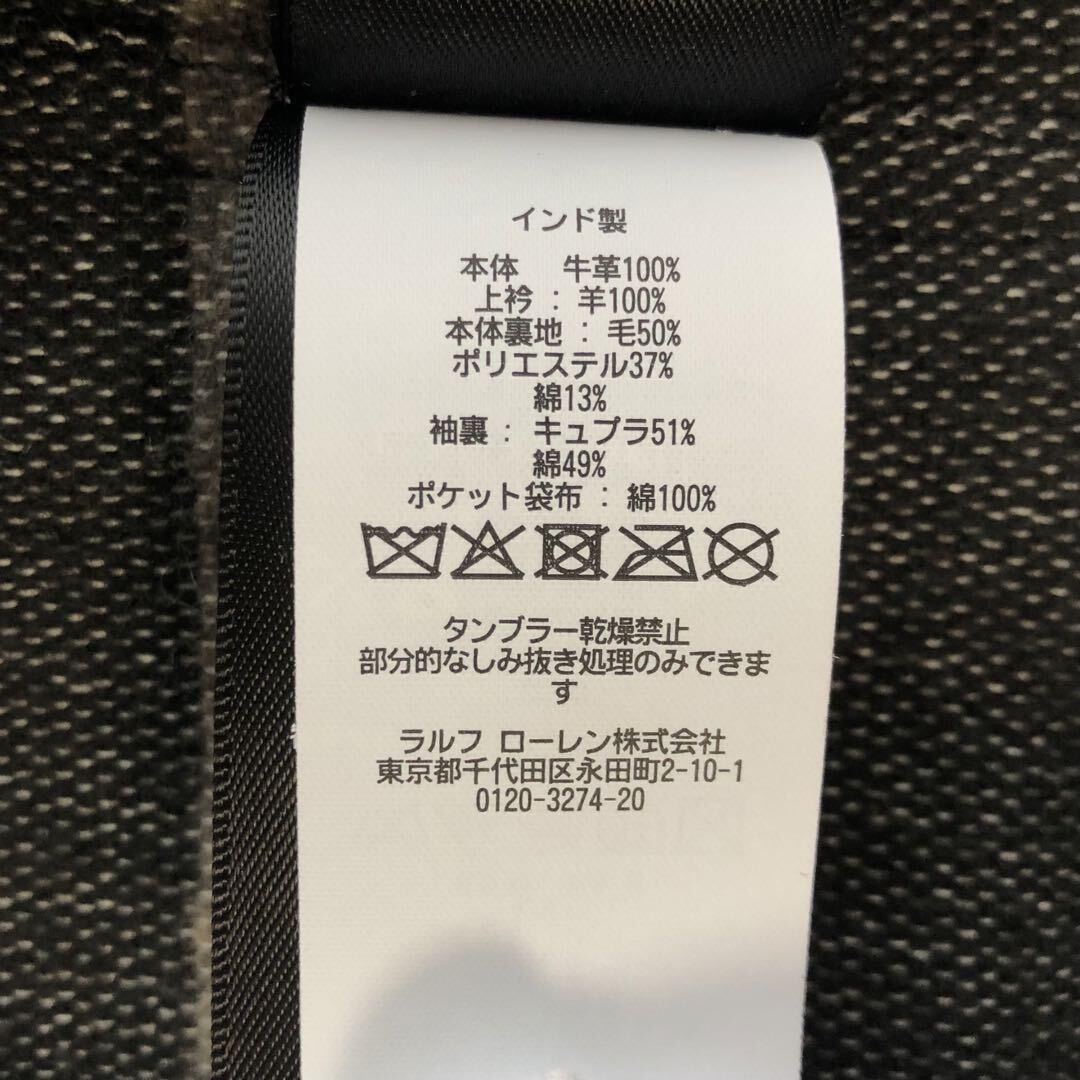 インド製
本体　牛革100%
上衿 : 羊100%
本体裏地 : 毛50%
ポリエステル37%
綿13%
袖裏 : キュプラ51%
綿49%
ポケット袋布 : 綿100%
タンブラー乾燥禁止
部分的なしみ抜き処理のみできま
す
ラルフ ローレン株式会社
東京都千代田区永田町2-10-1
0120-3274-20